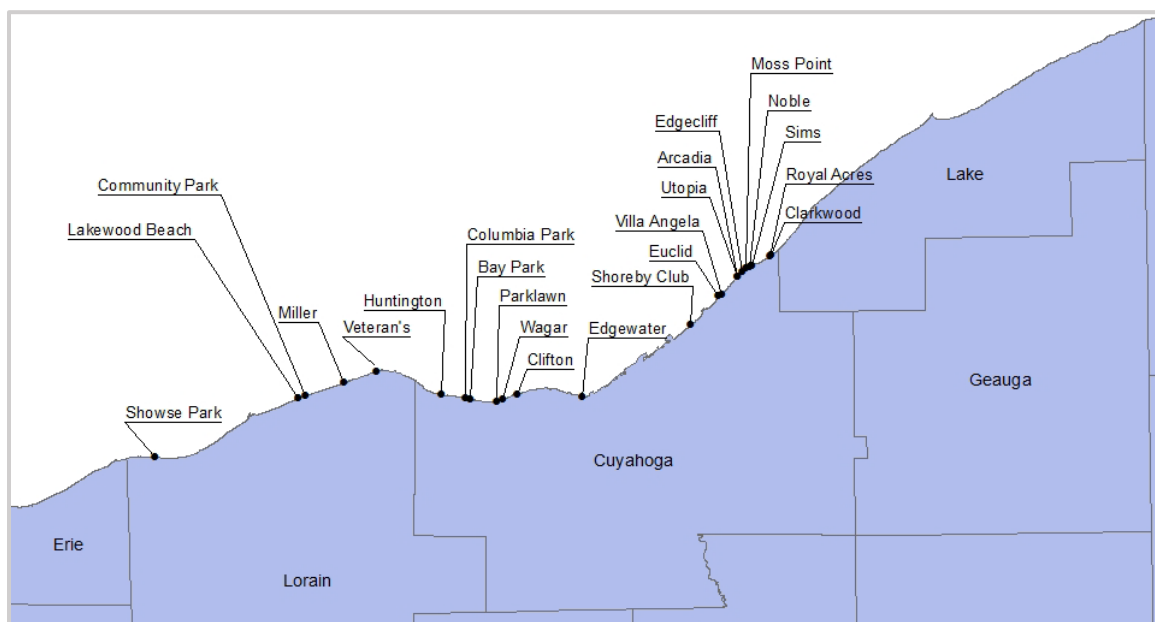 Moss Point
Noble
Edgecliff
Sims
Arcadia
Royal Acres
Lake
Community Park
Utopia
Clarkwood
Villa Angela
Lakewood Beach
Columbia Park
Euclid
Bay Park
Shoreby Club
Huntington
Parklawn
Miller
Veteran's
Wagar
Edgewater
Clifton
Geauga
Showse Park
Cuyahoga
Erie
Lorain